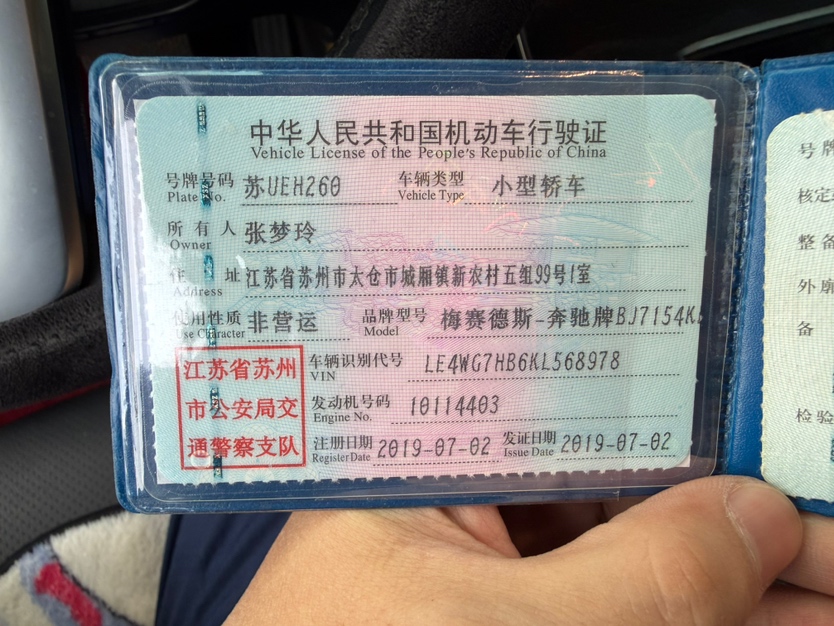 中华人民共和国机动车行驶证
Vehicle License of the People's Republic of China
号牌号码 苏UEH260 车辆类型 小型轿车
Plate No. Vehicle Type
所有人 张梦玲
Owner
住址 江苏省苏州市太仓市城厢镇新农村五组99号1室
Address
使用性质 非营运 品牌型号 梅赛德斯-奔驰牌BJ7154K
Use Character Model
江苏省苏州
市公安局交
通警察支队
车辆识别代号 LE4WG7HB6KL568978
VIN
发动机号码 10114403
Engine No.
注册日期 2019-07-02 发证日期 2019-07-02
Register Date Issue Date
号牌
核定
整备
外廓
备
检验